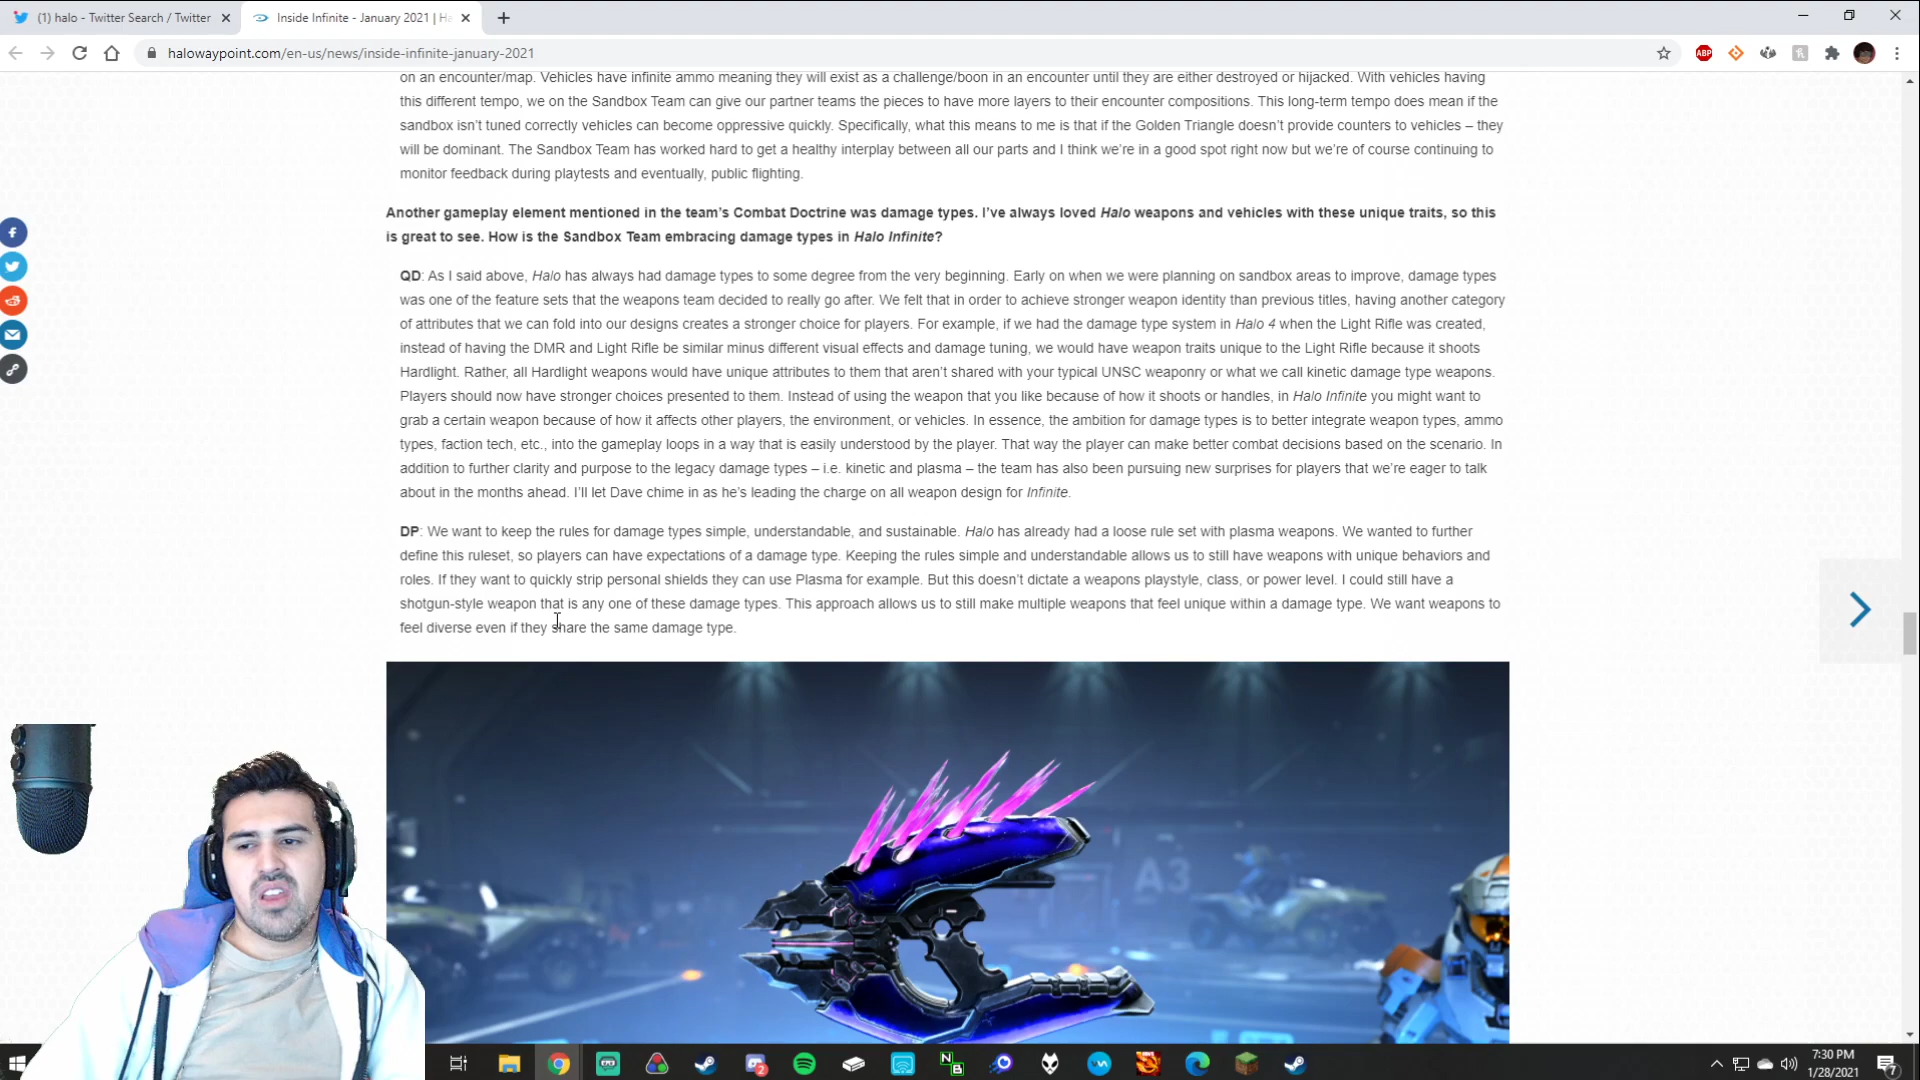 (1) halo - Twitter Search / Twitter
Inside Infinite - January 2021 | Ha
halowaypoint.com/en-us/news/inside-infinite-january-2021
ABP
on an encounter/map. Vehicles have infinite ammo meaning they will exist as a challenge/boon in an encounter until they are either destroyed or hijacked. With vehicles having
this different tempo, we on the Sandbox Team can give our partner teams the pieces to have more layers to their encounter compositions. This long-term tempo does mean if the
sandbox isn't tuned correctly vehicles can become oppressive quickly. Specifically, what this means to me is that if the Golden Triangle doesn't provide counters to vehicles – they
will be dominant. The Sandbox Team has worked hard to get a healthy interplay between all our parts and I think we're in a good spot right now but we're of course continuing to
monitor feedback during playtests and eventually, public flighting.
Another gameplay element mentioned in the team's Combat Doctrine was damage types. I've always loved Halo weapons and vehicles with these unique traits, so this
is great to see. How is the Sandbox Team embracing damage types in Halo Infinite?
QD: As I said above, Halo has always had damage types to some degree from the very beginning. Early on when we were planning on sandbox areas to improve, damage types
was one of the feature sets that the weapons team decided to really go after. We felt that in order to achieve stronger weapon identity than previous titles, having another category
of attributes that we can fold into our designs creates a stronger choice for players. For example, if we had the damage type system in Halo 4 when the Light Rifle was created,
instead of having the DMR and Light Rifle be similar minus different visual effects and damage tuning, we would have weapon traits unique to the Light Rifle because it shoots
Hardlight. Rather, all Hardlight weapons would have unique attributes to them that aren't shared with your typical UNSC weaponry or what we call kinetic damage type weapons.
Players should now have stronger choices presented to them. Instead of using the weapon that you like because of how it shoots or handles, in Halo Infinite you might want to
grab a certain weapon because of how it affects other players, the environment, or vehicles. In essence, the ambition for damage types is to better integrate weapon types, ammo
types, faction tech, etc., into the gameplay loops in a way that is easily understood by the player. That way the player can make better combat decisions based on the scenario. In
addition to further clarity and purpose to the legacy damage types – i.e. kinetic and plasma – the team has also been pursuing new surprises for players that we're eager to talk
about in the months ahead. I'll let Dave chime in as he's leading the charge on all weapon design for Infinite.
DP: We want to keep the rules for damage types simple, understandable, and sustainable. Halo has already had a loose rule set with plasma weapons. We wanted to further
define this ruleset, so players can have expectations of a damage type. Keeping the rules simple and understandable allows us to still have weapons with unique behaviors and
roles. If they want to quickly strip personal shields they can use Plasma for example. But this doesn't dictate a weapons playstyle, class, or power level. I could still have a
shotgun-style weapon that is any one of these damage types. This approach allows us to still make multiple weapons that feel unique within a damage type. We want weapons to
feel diverse even if they share the same damage type.
A3
2
N
B
7:30 PM
1/28/2021
7